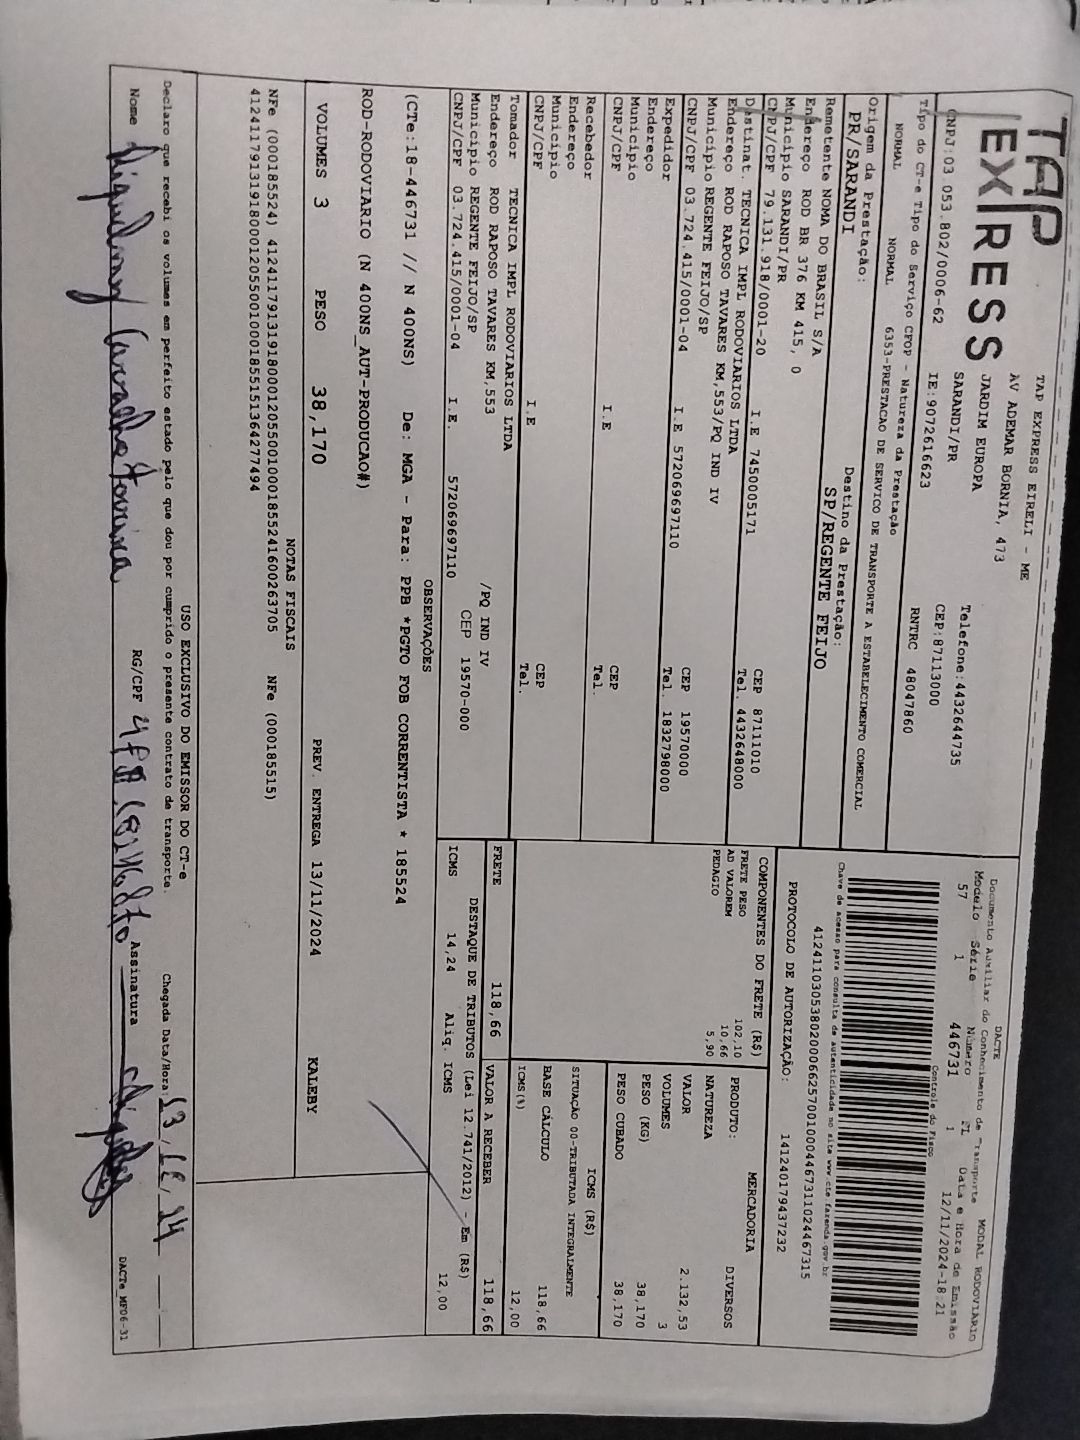 TAP EXPRESS
TAP EXPRESS EIRELI - ME
AV ADEMAR BORNIA, 473
JARDIM EUROPA
SARANDI/PR
Telefone:4432644735
CEP:87113000
CNPJ:03.053.802/0006-62 IE:9072616623 RNTRC 48047860
Tipo do CT-e Tipo do Serviço CFOP - Natureza da Prestação
NORMAL NORMAL 6353-PRESTACAO DE SERVICO DE TRANSPORTE A ESTABELECIMENTO COMERCIAL
Origem da Prestação: Destino da Prestação:
PR/SARANDI SP/REGENTE FEIJO
Remetente NOMA DO BRASIL S/A
Endereço ROD BR 376 KM 415, 0
Município SARANDI/PR CEP 87111010
CNPJ/CPF 79.131.918/0001-20 I.E 7450005171 Tel. 4432648000
Destinat. TECNICA IMPL RODOVIARIOS LTDA
Endereço ROD RAPOSO TAVARES KM,553/PQ IND IV
Município REGENTE FEIJO/SP CEP 19570000
CNPJ/CPF 03.724.415/0001-04 I.E 572069697110 Tel. 1832798000
Expedidor
Endereço
Município CEP
CNPJ/CPF I.E Tel.
Recebedor
Endereço
Município CEP
CNPJ/CPF I.E Tel.
Tomador TECNICA IMPL RODOVIARIOS LTDA
Endereço ROD RAPOSO TAVARES KM,553 /PQ IND IV
Município REGENTE FEIJO/SP CEP 19570-000
CNPJ/CPF 03.724.415/0001-04 I.E. 572069697110
DACTE MODAL RODOVIARIO
Documento Auxiliar do Conhecimento de Transporte
Modelo Série Número FL Data e Hora de Emissão
57 1 446731 1 12/11/2024-18:21
Controle do Fisco
Chave de acesso para consulta de autenticidade no site www.cte.fazenda.gov.br
41241103053802000662570010004467311024467315
PROTOCOLO DE AUTORIZAÇÃO: 141240179437232
COMPONENTES DO FRETE (R$)
FRETE PESO 102,10
AD VALOREM 10,66
PEDAGIO 5,90
MERCADORIA
PRODUTO: DIVERSOS
NATUREZA
VALOR 2.132,53
VOLUMES 3
PESO (KG) 38,170
PESO CUBADO 38,170
ICMS (R$)
SITUAÇÃO 00-TRIBUTADA INTEGRALMENTE
BASE CÁLCULO 118,66
ICMS(%) 12,00
FRETE 118,66 VALOR A RECEBER 118,66
DESTAQUE DE TRIBUTOS (Lei 12.741/2012) - Em (R$)
ICMS 14,24 Aliq. ICMS 12,00
OBSERVAÇÕES
(CTe:18-446731 // N 400NS) De: MGA - Para: PPB *PGTO FOB CORRENTISTA * 185524
ROD-RODOVIARIO (N 400NS_AUT-PRODUCAO#)
VOLUMES 3 PESO 38,170 PREV. ENTREGA 13/11/2024 KALEBY
NOTAS FISCAIS
NFe (000185524) 41241179131918000120550010001855241600263705 NFe (000185515)
41241179131918000120550010001855151364277494
USO EXCLUSIVO DO EMISSOR DO CT-e
Declaro que recebi os volumes em perfeito estado pelo que dou por cumprido o presente contrato de transporte. Chegada Data/Hora:
Nome RG/CPF Assinatura
DACTe_MF06-31